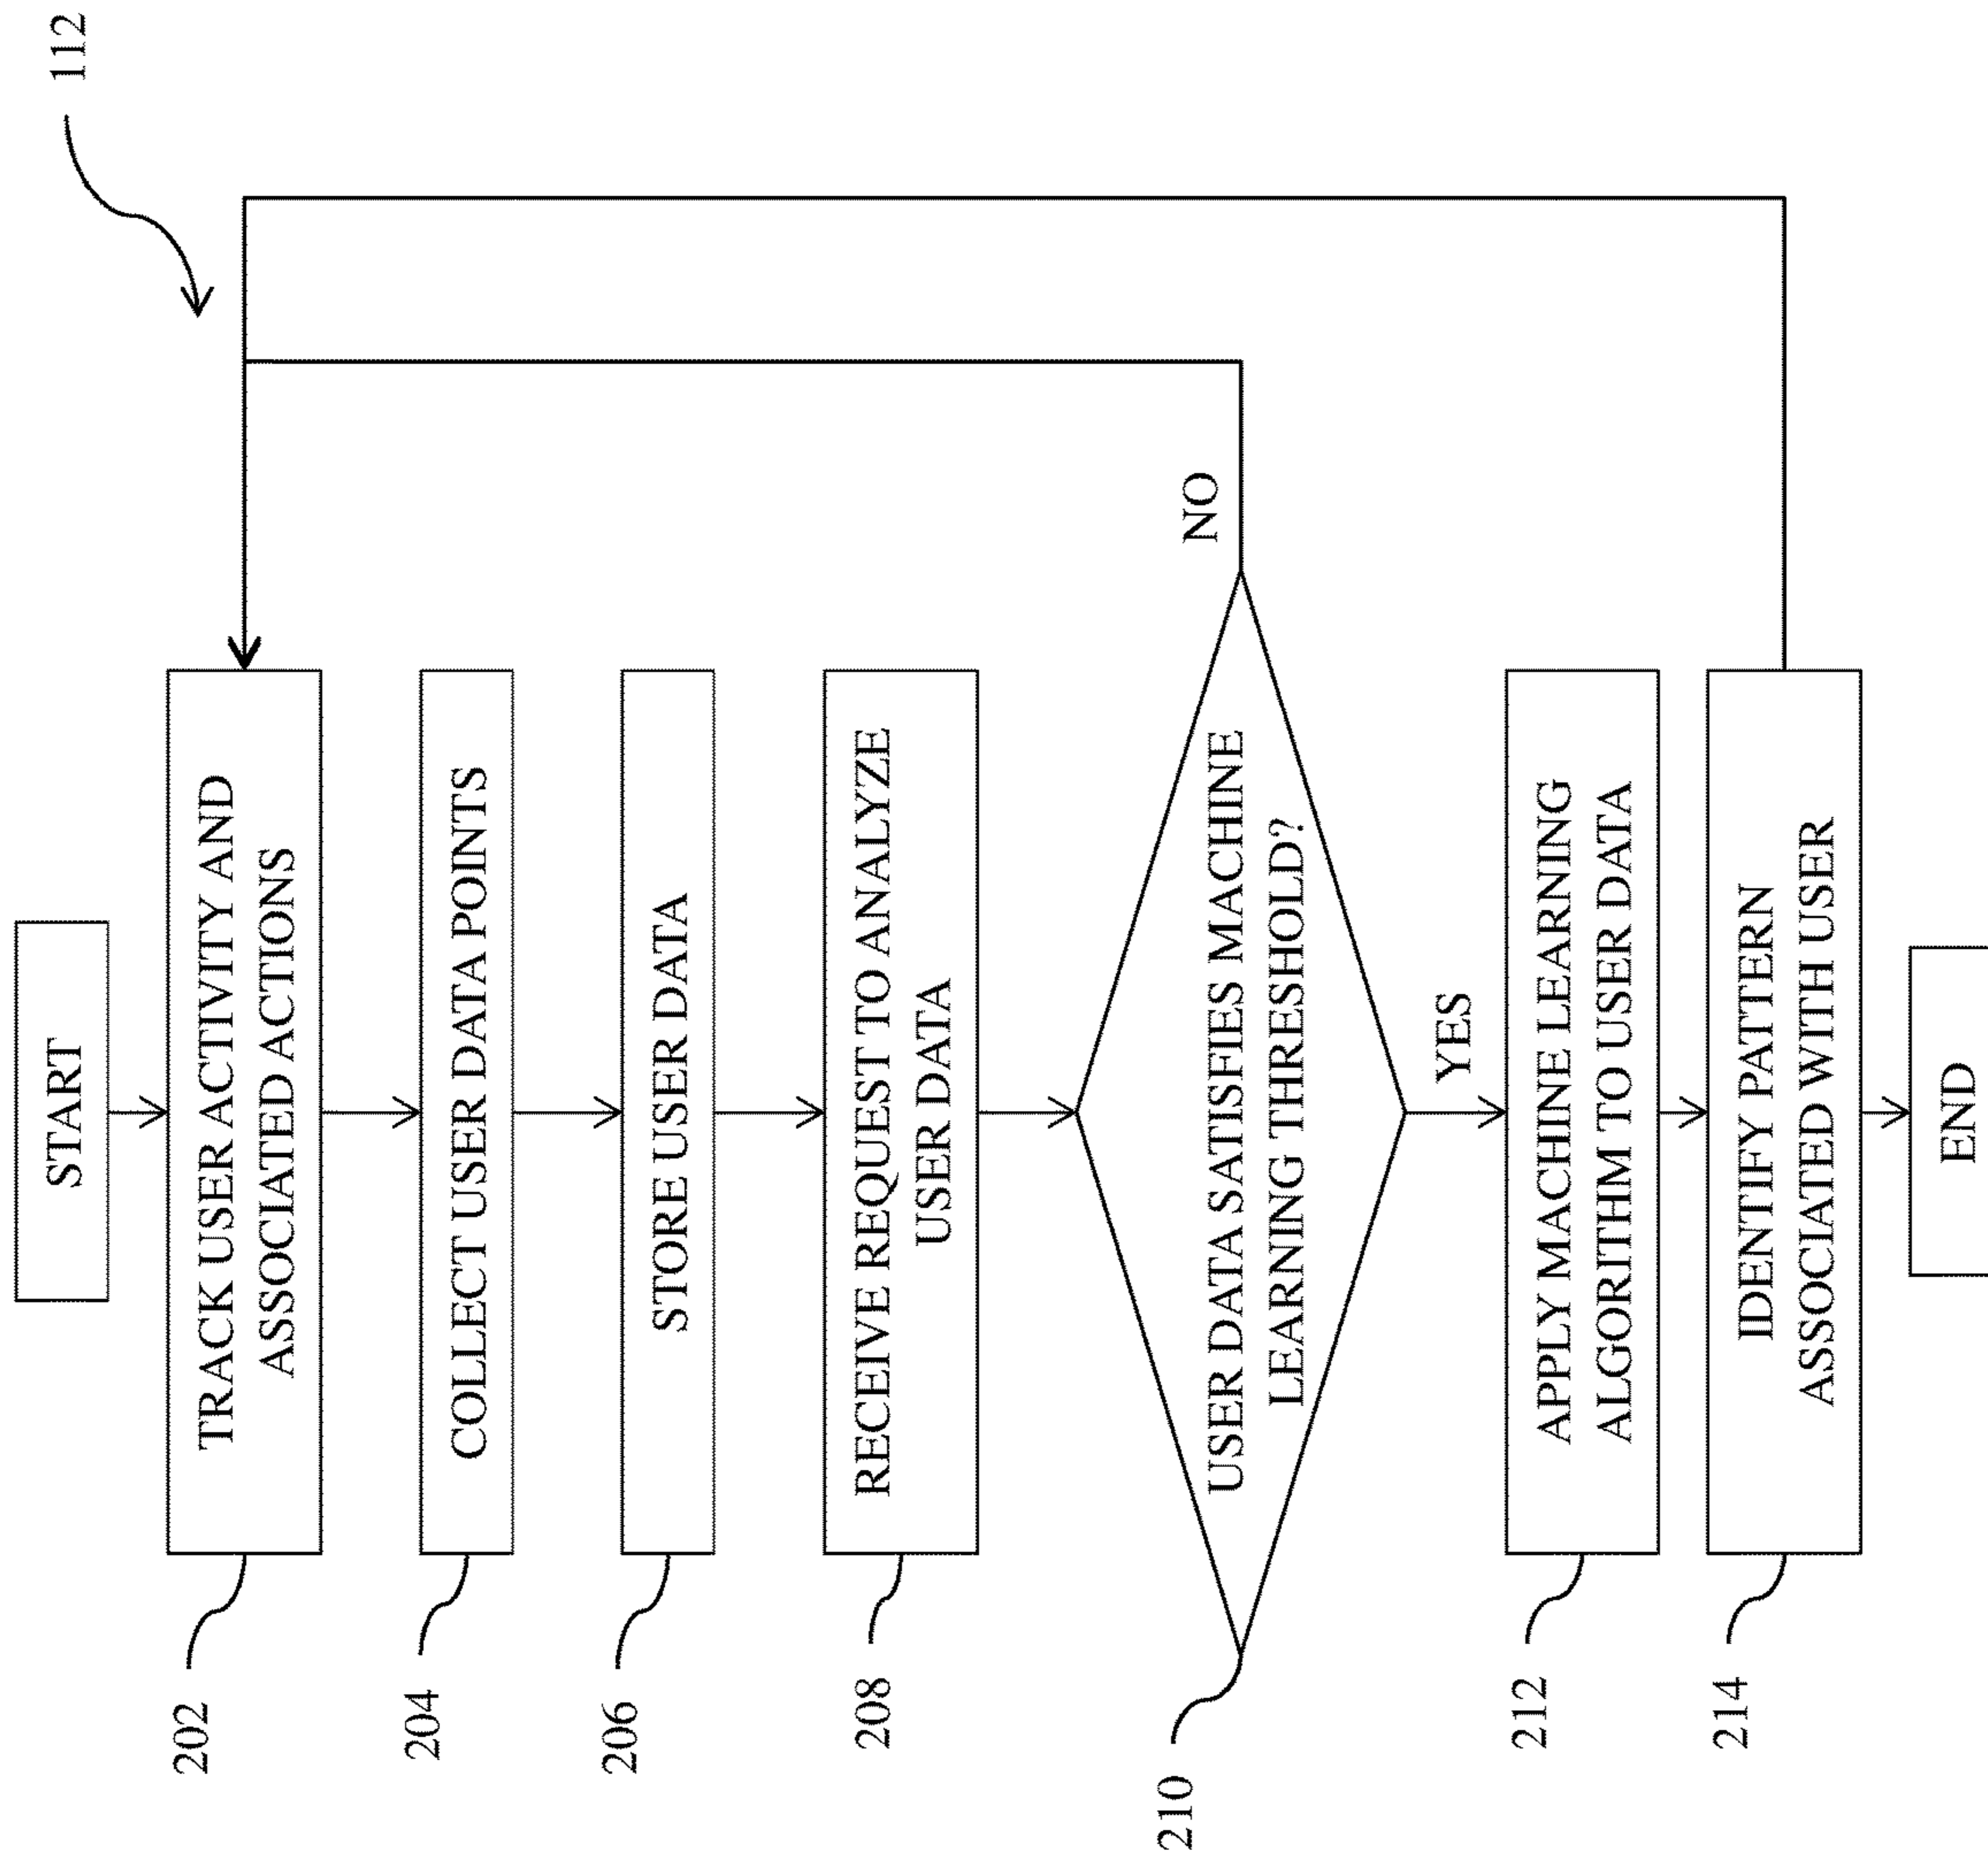 112
START
202
TRACK USER ACTIVITY AND
ASSOCIATED ACTIONS
204
COLLECT USER DATA POINTS
206
STORE USER DATA
208
RECEIVE REQUEST TO ANALYZE
USER DATA
210
USER DATA SATISFIES MACHINE
LEARNING THRESHOLD?
NO
YES
212
APPLY MACHINE LEARNING
ALGORITHM TO USER DATA
214
IDENTIFY PATTERN
ASSOCIATED WITH USER
END